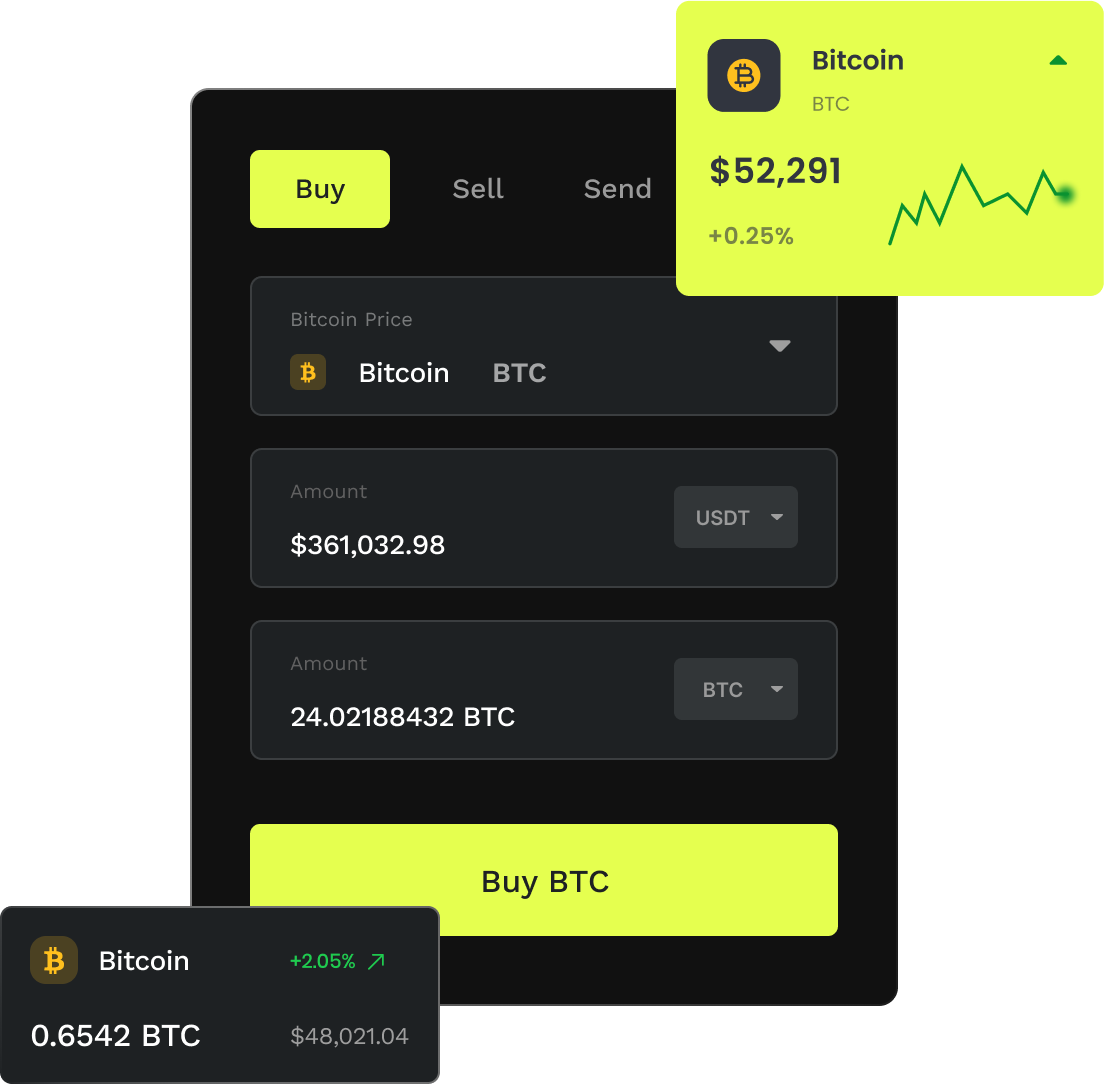 Bitcoin
BTC
$52,291
+0.25%
Buy Sell Send
Bitcoin Price
Bitcoin BTC
Amount
$361,032.98 USDT
Amount
24.02188432 BTC BTC
Buy BTC
Bitcoin +2.05%
0.6542 BTC $48,021.04